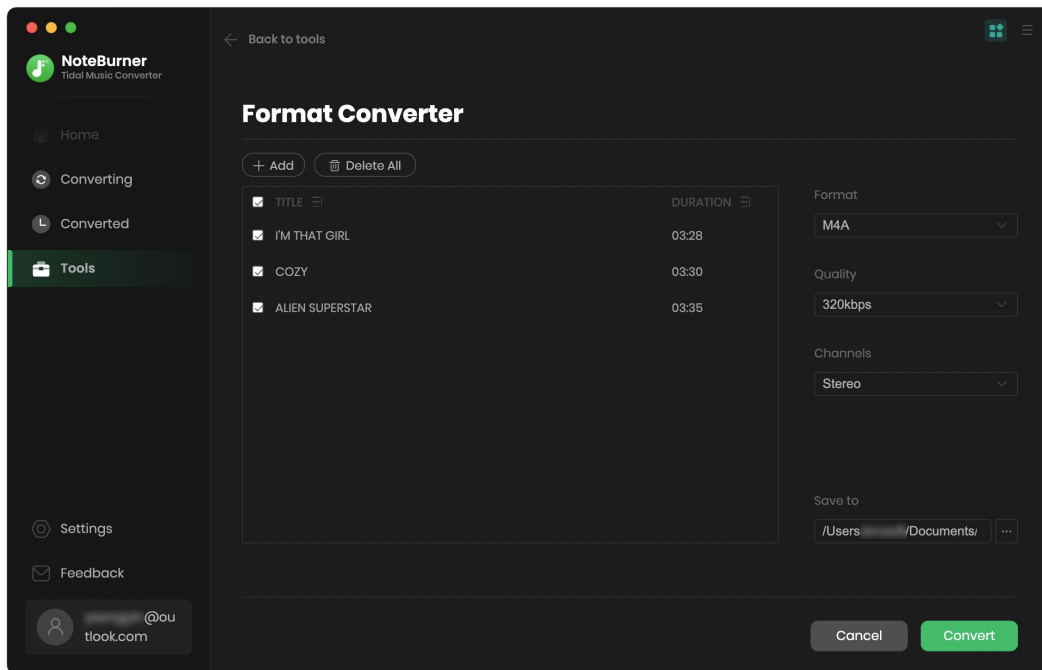 Back to tools
NoteBurner
Tidal Music Converter
Format Converter
Home
Converting
Converted
Tools
+ Add
Delete All
TITLE DURATION
I'M THAT GIRL 03:28
COZY 03:30
ALIEN SUPERSTAR 03:35
Format
M4A
Quality
320kbps
Channels
Stereo
Save to
/Users /Documents/ ...
Settings
Feedback
@ou
tlook.com
Cancel
Convert